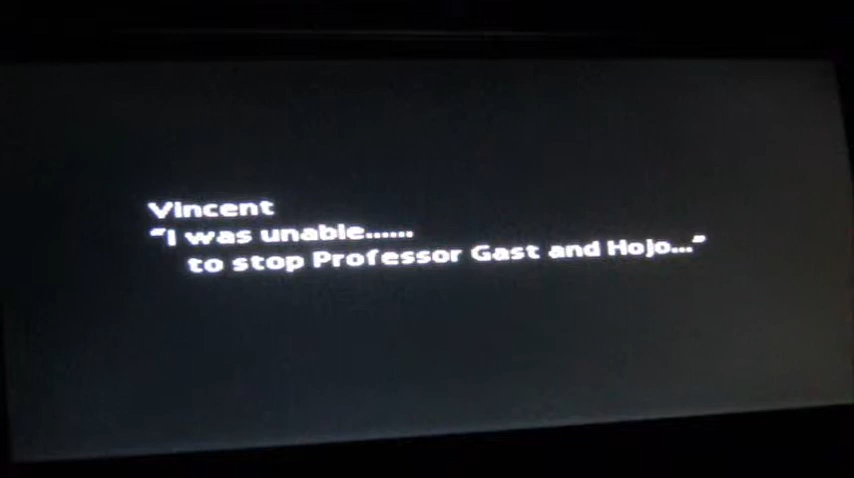 Vincent
“I was unable......
to stop Professor Gast and Hojo...”